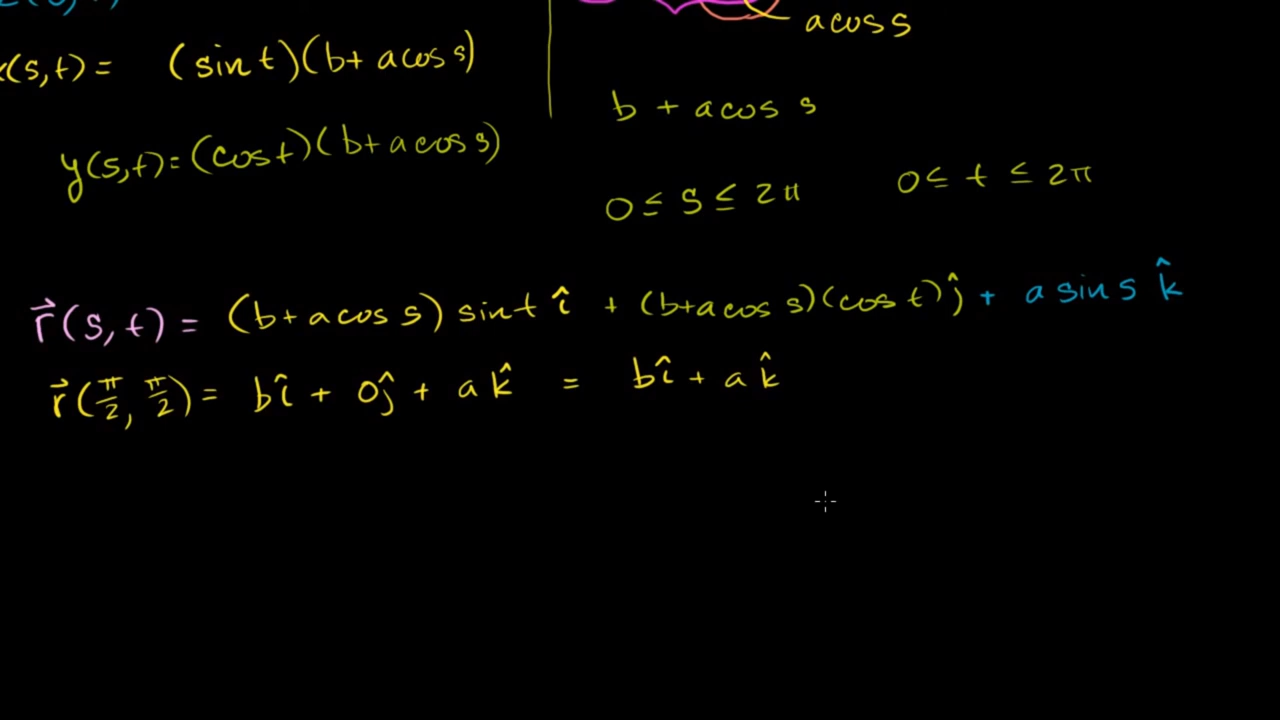 a cos s
x(s,t) = (sin t)(b + a cos s)
b + a cos s
y(s,t) = (cos t)(b + a cos s)
0 ≤ s ≤ 2π 0 ≤ t ≤ 2π
r⃗(s,t) = (b + a cos s) sin t î + (b + a cos s)(cos t) ĵ + a sin s k̂
r⃗(π/2, π/2) = b î + 0 ĵ + a k̂ = b î + a k̂